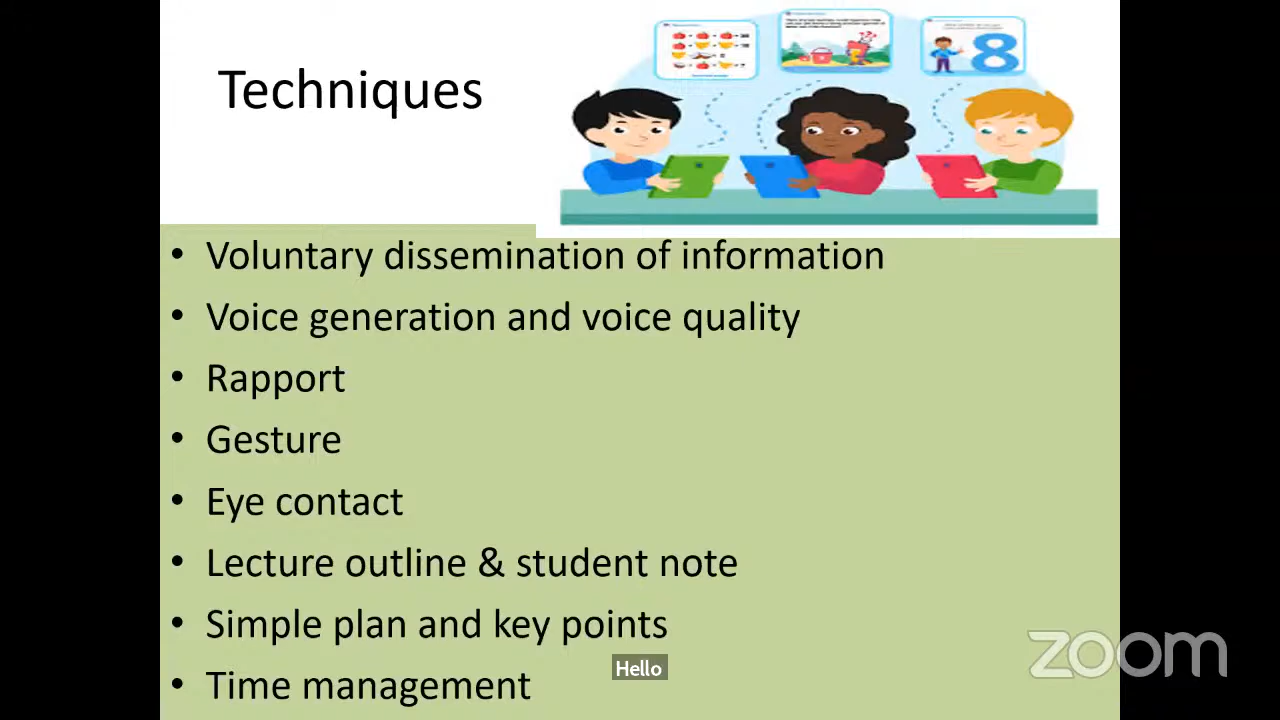 Techniques
8
• Voluntary dissemination of information
• Voice generation and voice quality
• Rapport
• Gesture
• Eye contact
• Lecture outline & student note
• Simple plan and key points
• Time management
Hello
zoom